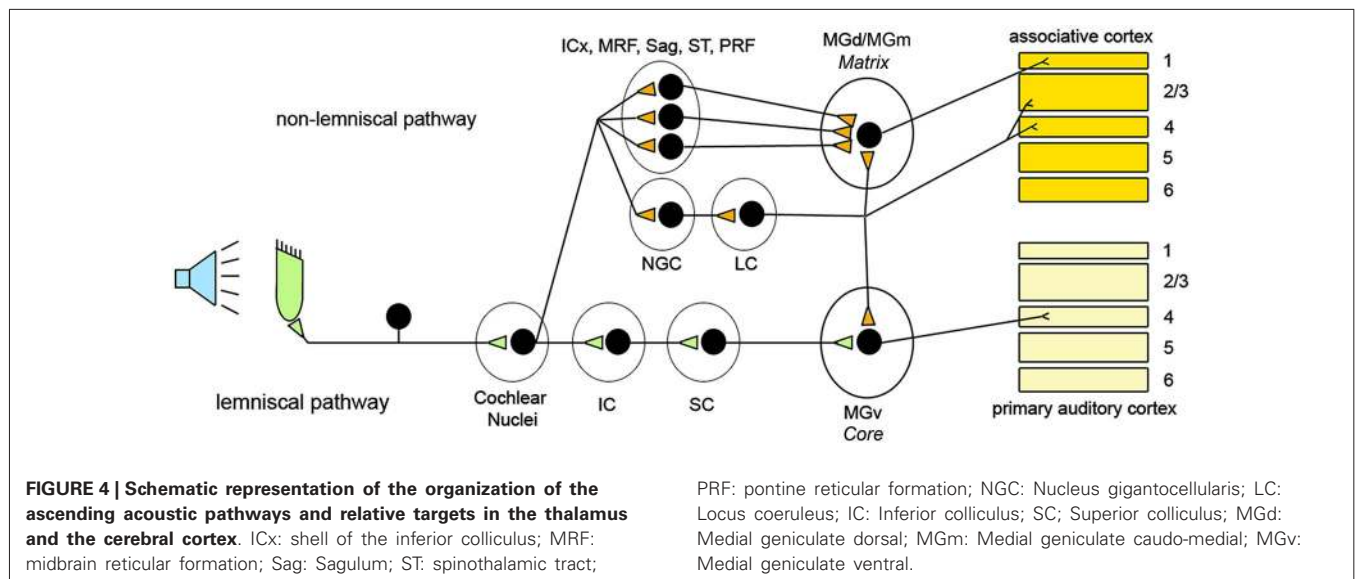 ICx, MRF, Sag, ST, PRF
MGd/MGm
Matrix
associative cortex
1
2/3
4
5
6
non-lemniscal pathway
NGC
LC
1
2/3
4
5
6
primary auditory cortex
lemniscal pathway
Cochlear
Nuclei
IC
SC
MGv
Core
FIGURE 4 | Schematic representation of the organization of the
ascending acoustic pathways and relative targets in the thalamus
and the cerebral cortex. ICx: shell of the inferior colliculus; MRF:
midbrain reticular formation; Sag: Sagulum; ST: spinothalamic tract;
PRF: pontine reticular formation; NGC: Nucleus gigantocellularis; LC:
Locus coeruleus; IC: Inferior colliculus; SC; Superior colliculus; MGd:
Medial geniculate dorsal; MGm: Medial geniculate caudo-medial; MGv:
Medial geniculate ventral.